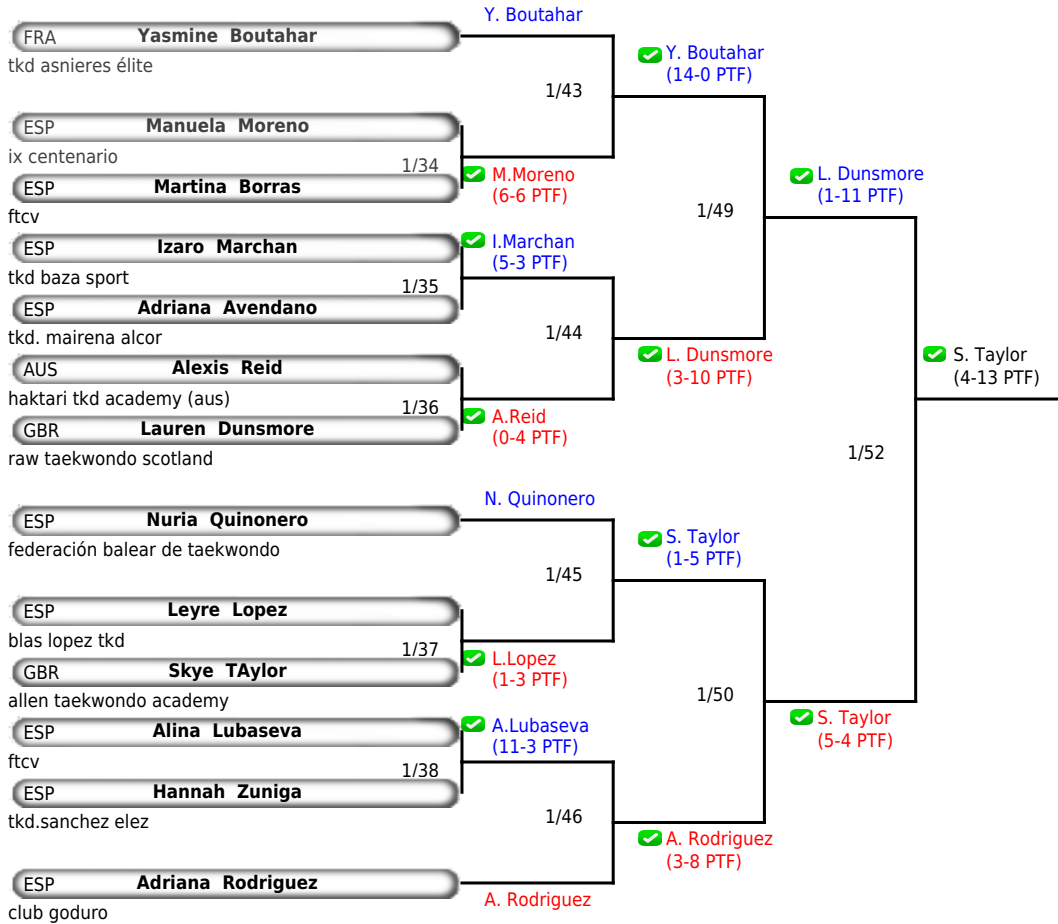 Y. Boutahar
FRA Yasmine Boutahar
tkd asnieres élite
Y. Boutahar
(14-0 PTF)
1/43
ESP Manuela Moreno
ix centenario
1/34
M.Moreno
(6-6 PTF)
ESP Martina Borras
ftcv
L. Dunsmore
(1-11 PTF)
1/49
ESP Izaro Marchan
tkd baza sport
I.Marchan
(5-3 PTF)
1/35
ESP Adriana Avendano
tkd. mairena alcor
1/44
L. Dunsmore
(3-10 PTF)
AUS Alexis Reid
haktari tkd academy (aus)
1/36
A.Reid
(0-4 PTF)
GBR Lauren Dunsmore
raw taekwondo scotland
S. Taylor
(4-13 PTF)
1/52
N. Quinonero
ESP Nuria Quinonero
federación balear de taekwondo
S. Taylor
(1-5 PTF)
1/45
ESP Leyre Lopez
blas lopez tkd
1/37
L.Lopez
(1-3 PTF)
GBR Skye TAylor
allen taekwondo academy
1/50
S. Taylor
(5-4 PTF)
ESP Alina Lubaseva
ftcv
A.Lubaseva
(11-3 PTF)
1/38
ESP Hannah Zuniga
tkd.sanchez elez
1/46
A. Rodriguez
(3-8 PTF)
ESP Adriana Rodriguez
club goduro
A. Rodriguez